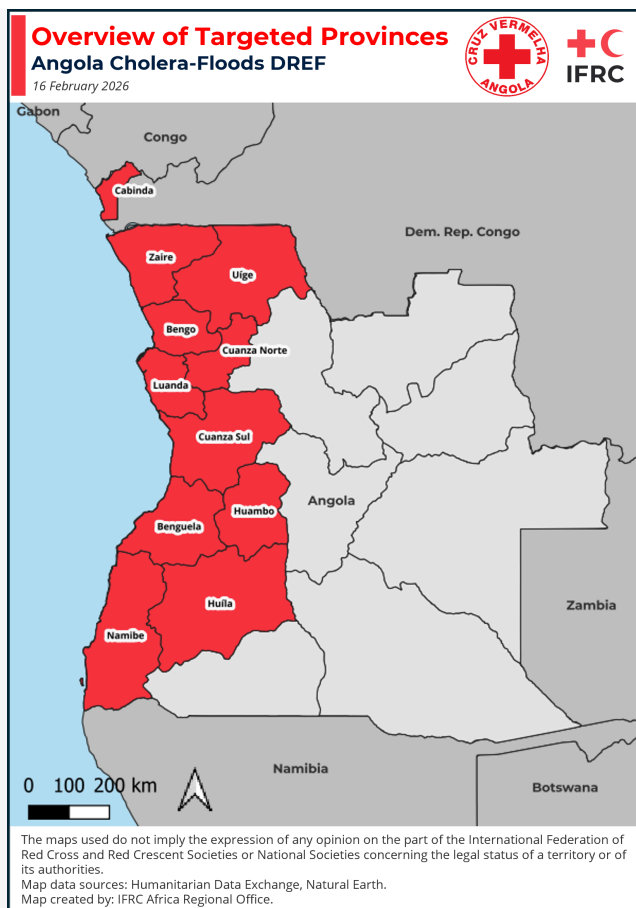 Overview of Targeted Provinces
Angola Cholera-Floods DREF
16 February 2026
CRUZ VERMELHA
ANGOLA
IFRC
Gabon
Congo
Cabinda
Dem. Rep. Congo
Zaire
Uíge
Bengo
Cuanza Norte
Luanda
Cuanza Sul
Angola
Huambo
Benguela
Huíla
Zambia
Namibe
Namibia
Botswana
0 100 200 km
The maps used do not imply the expression of any opinion on the part of the International Federation of
Red Cross and Red Crescent Societies or National Societies concerning the legal status of a territory or of
its authorities.
Map data sources: Humanitarian Data Exchange, Natural Earth.
Map created by: IFRC Africa Regional Office.